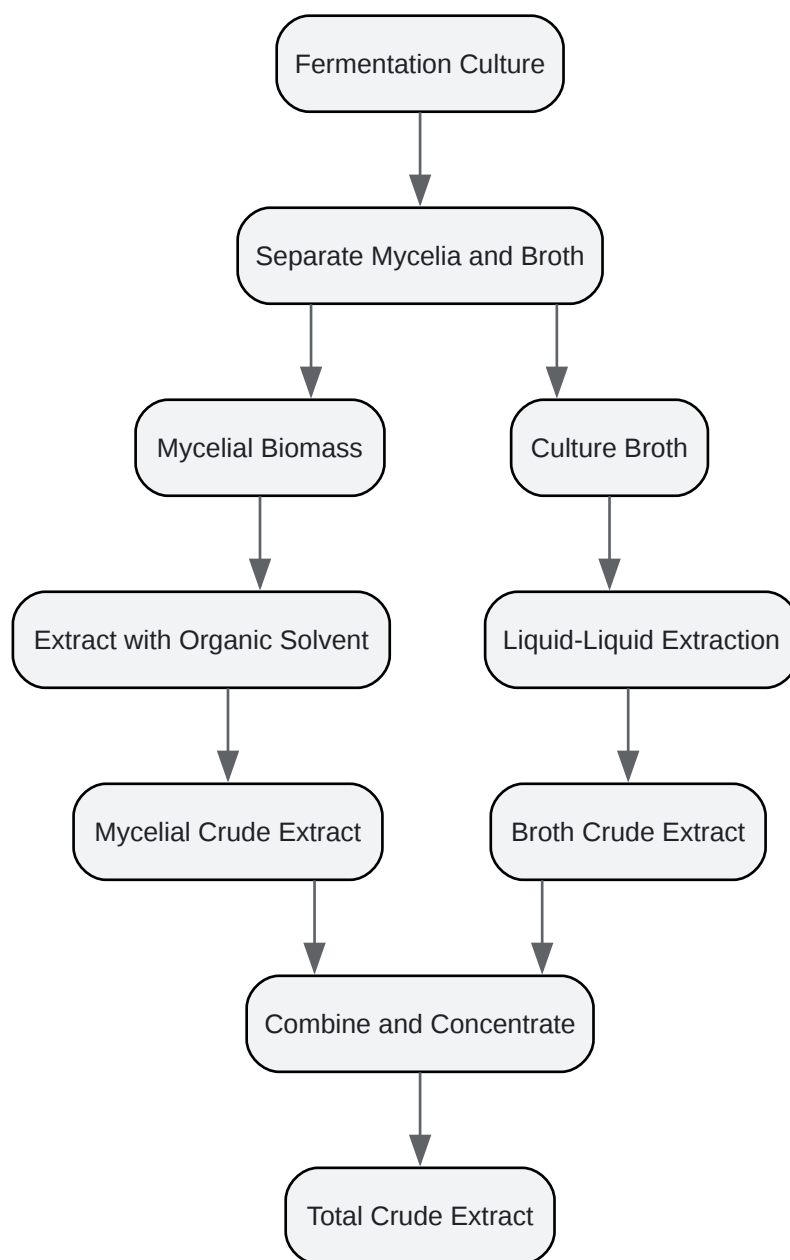 Fermentation Culture
Separate Mycelia and Broth
Mycelial Biomass
Culture Broth
Extract with Organic Solvent
Liquid-Liquid Extraction
Mycelial Crude Extract
Broth Crude Extract
Combine and Concentrate
Total Crude Extract